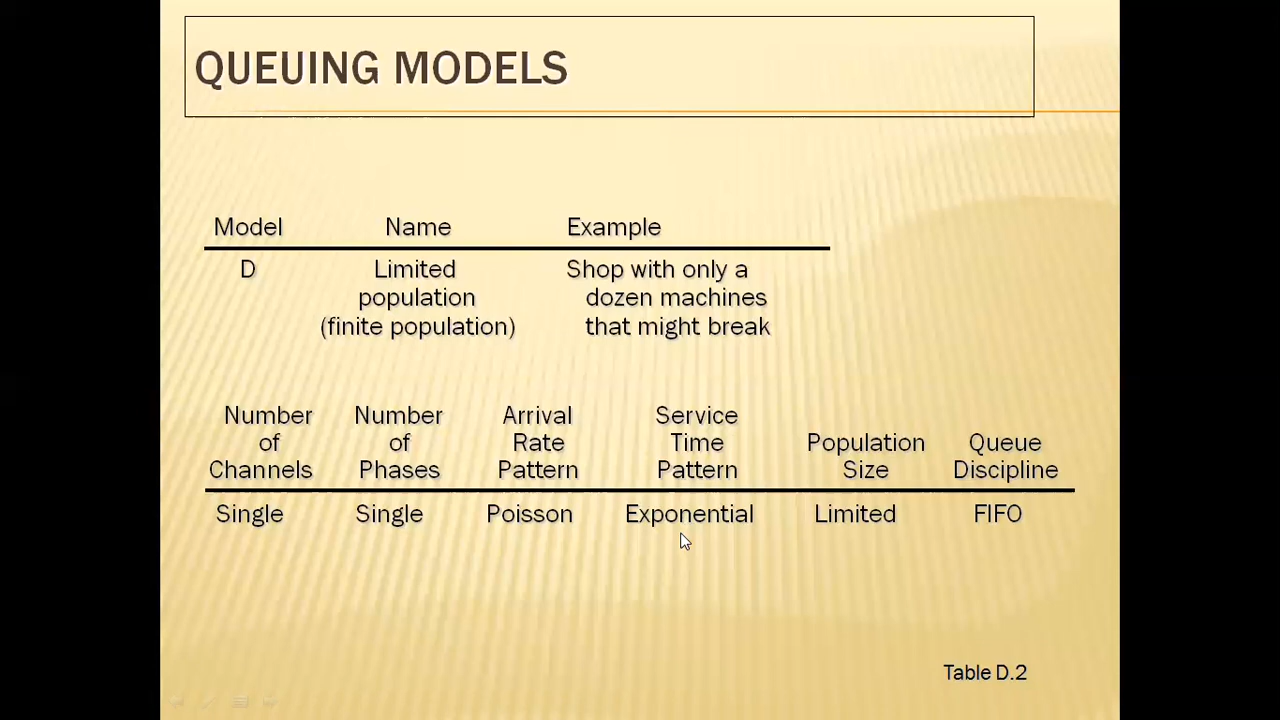 QUEUING MODELS
Model Name Example
D Limited Shop with only a
population dozen machines
(finite population) that might break
Number Number Arrival Service
of of Rate Time Population Queue
Channels Phases Pattern Pattern Size Discipline
Single Single Poisson Exponential Limited FIFO
Table D.2